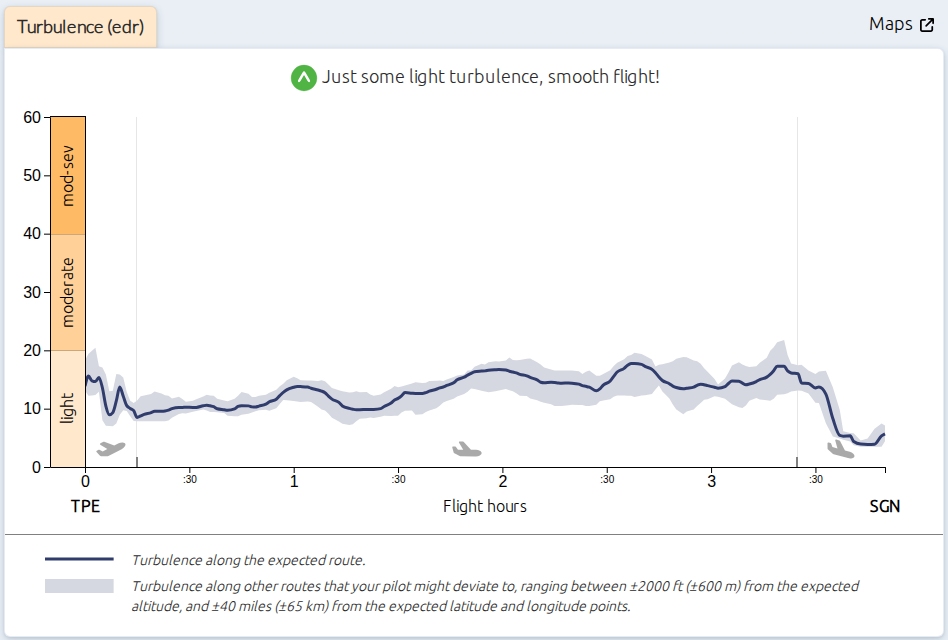 Turbulence (edr)
Maps
Just some light turbulence, smooth flight!
60
50
40
30
20
10
0
mod-sev
moderate
light
0 :30 1 :30 2 :30 3 :30
TPE Flight hours SGN
Turbulence along the expected route.
Turbulence along other routes that your pilot might deviate to, ranging between ±2000 ft (±600 m) from the expected
altitude, and ±40 miles (±65 km) from the expected latitude and longitude points.